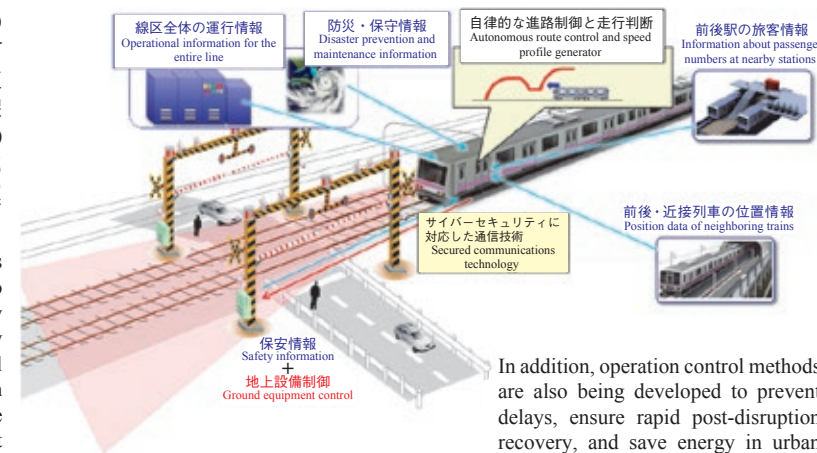 線区全体の運行情報
Operational information for the
entire line
防災・保守情報
Disaster prevention and
maintenance information
自律的な進路制御と走行判断
Autonomous route control and speed
profile generator
前後駅の旅客情報
Information about passenge
numbers at nearby stations
サイバーセキュリティに
対応した通信技術
Secured communications
technology
前後・近接列車の位置情報
Position data of neighboring trains
保安情報
Safety information
+
地上設備制御
Ground equipment control
In addition, operation control methods
are also being developed to prevent
delays, ensure rapid post-disruption
recovery, and save energy in urban